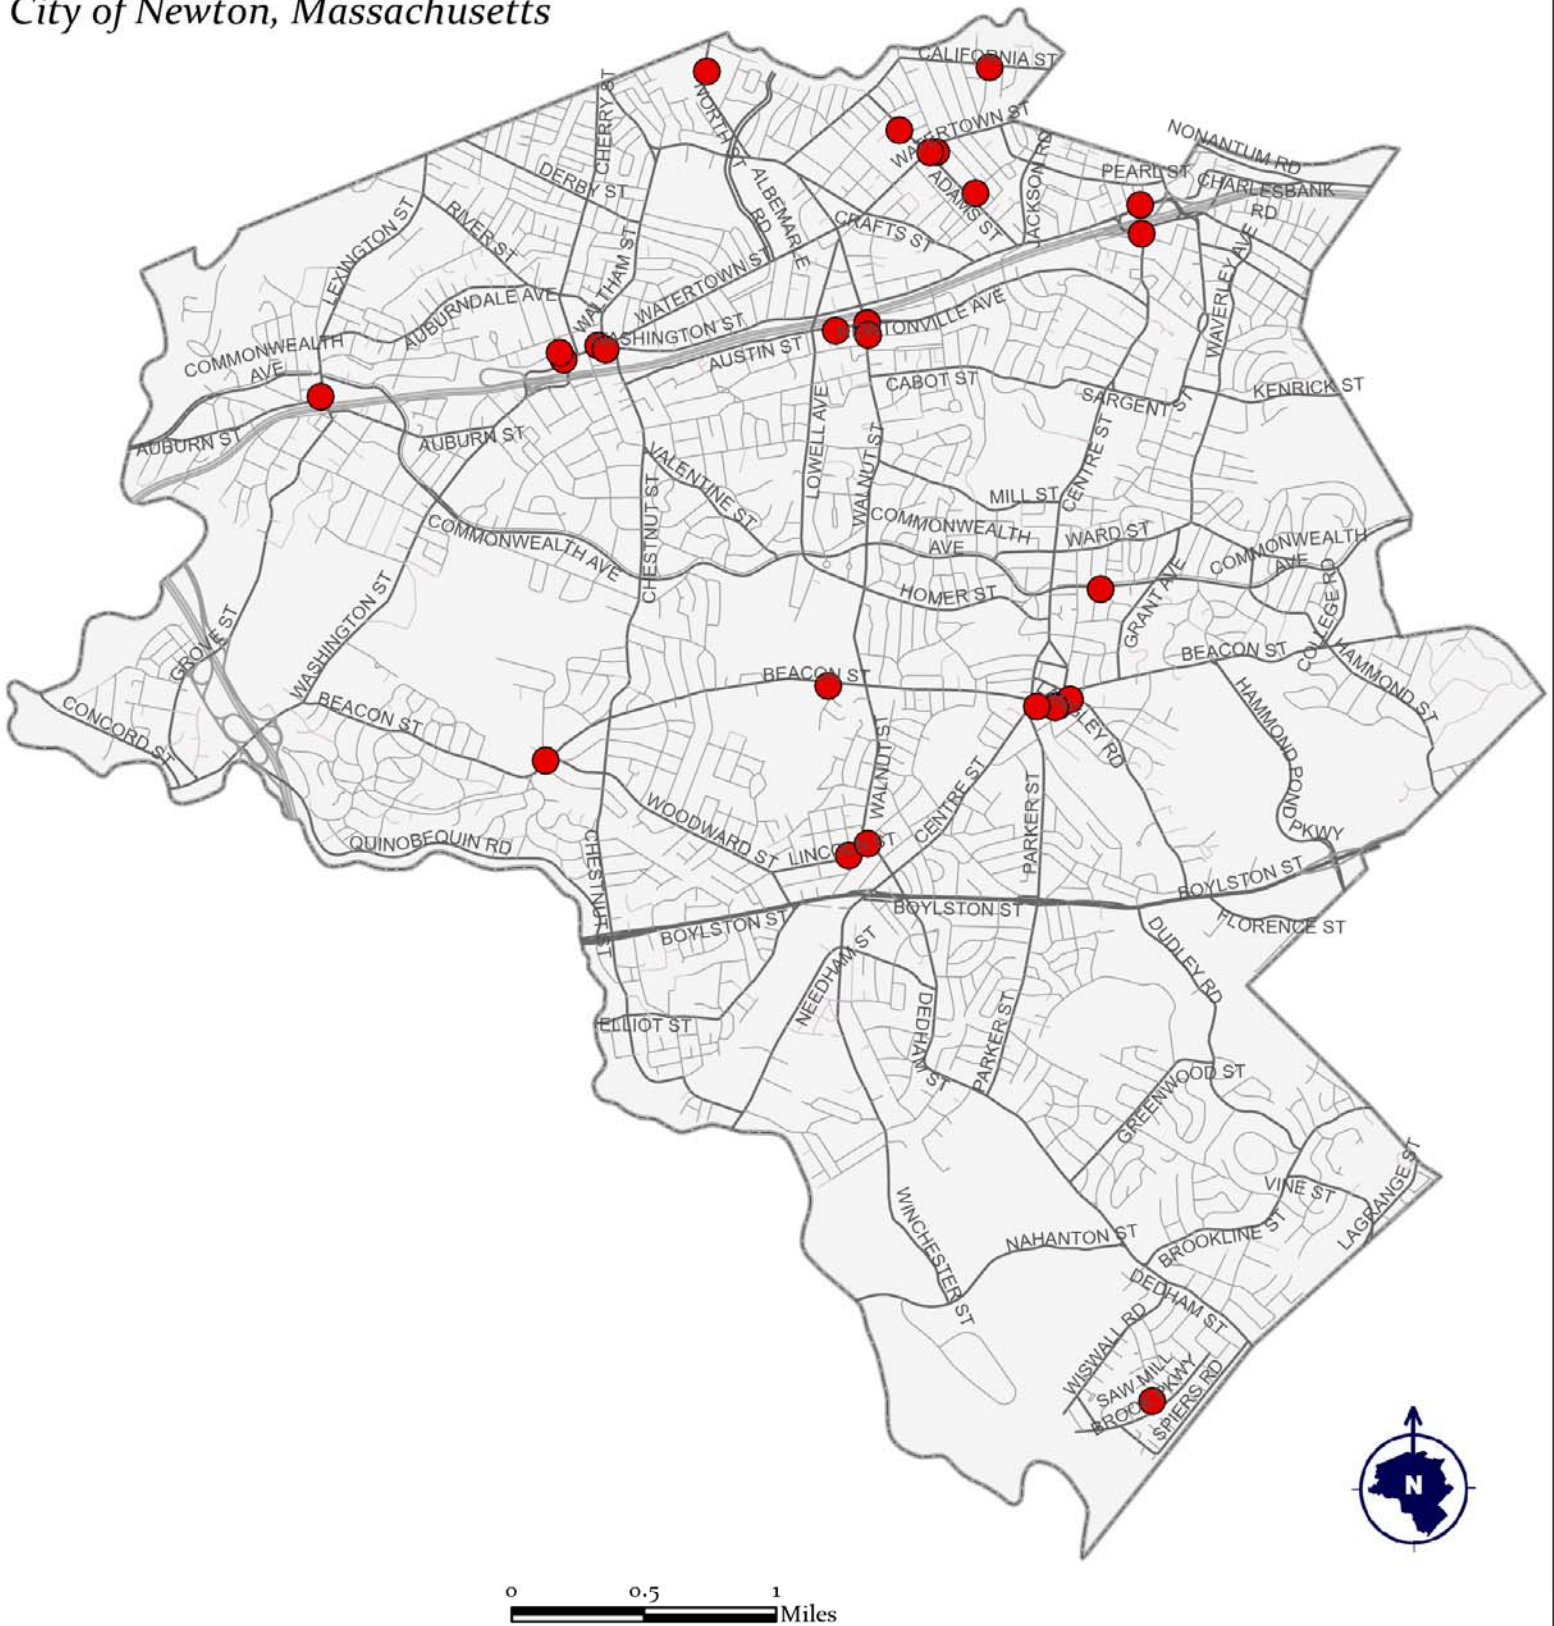 City of Newton, Massachusetts
CALIFORNIA ST
CHERRY ST
NORTH ST
WATERTOWN ST
NONANTUM RD
JACKSON RD
PEARL ST
DERBY ST
ALBEMARLE
RD
ADAMS ST
CHARLESBANK
RD
LEXINGTON ST
RIVER ST
CRAFTS ST
WALTHAM ST
WATERTOWN ST
WAVERLEY AVE
AUBURNDALE AVE
COMMONWEALTH
AVE
WASHINGTON ST
AUSTIN ST
NEWTONVILLE AVE
CABOT ST
SARGENT ST
KENRICK ST
AUBURN ST
AUBURN ST
LOWELL AVE
WALNUT ST
CENTRE ST
VALENTINE ST
MILL ST
CHESTNUT ST
COMMONWEALTH AVE
COMMONWEALTH
AVE
WARD ST
COMMONWEALTH
AVE
HOMER ST
GRANT AVE
COLLEGE RD
GROVE ST
WASHINGTON ST
BEACON ST
BEACON ST
HAMMOND ST
CONCORD ST
BEACON ST
HAMMOND POND
PKWY
WALNUT ST
CENTRE ST
PARKER ST
WOODWARD ST
LINCOLN ST
QUINOBEQUIN RD
CHESTNUT ST
BOYLSTON ST
BOYLSTON ST
BOYLSTON ST
FLORENCE ST
NEEDHAM ST
DUDLEY RD
ELLIOT ST
DEDHAM ST
PARKER ST
GREENWOOD ST
VINE ST
LAGRANGE ST
WINCHESTER ST
NAHANTON ST
BROOKLINE ST
DEDHAM ST
WISWALL RD
SAW MILL
BROOK PKWY
SPIERS RD
N
0 0.5 1
Miles